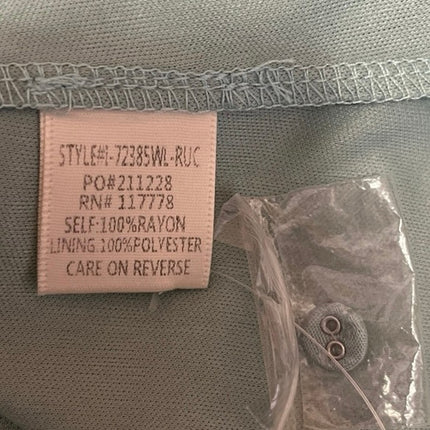 STYLE#I-72385WL-RUC
PO#211228
RN# 117778
SELF:100%RAYON
LINING:100%POLYESTER
CARE ON REVERSE